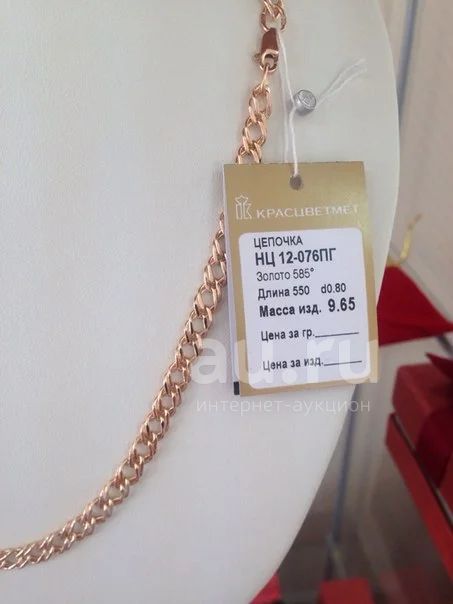 КРАСЦВЕТМЕТ
ЦЕПОЧКА
НЦ 12-076ПГ
Золото 585°
Длина 550 d0.80
Масса изд. 9.65
Цена за гр.
Цена за изд.
au.ru
интернет-аукцион